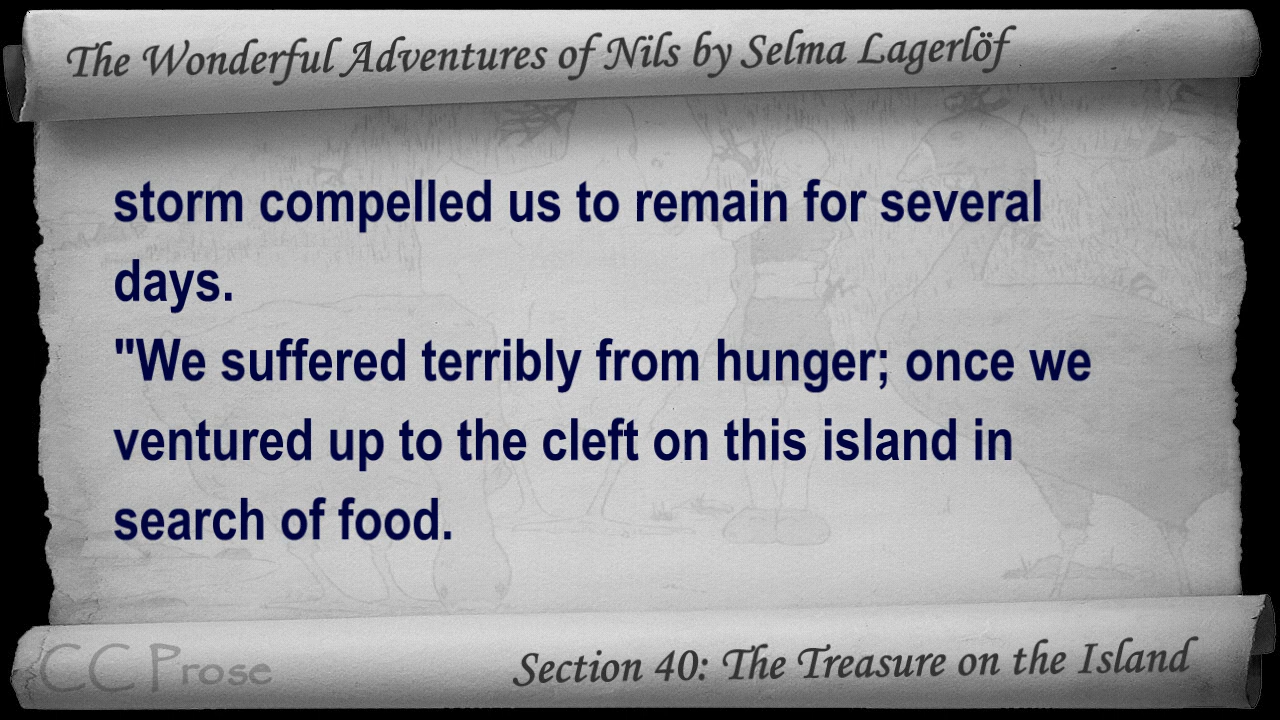 The Wonderful Adventures of Nils by Selma Lagerlöf
storm compelled us to remain for several
days.
"We suffered terribly from hunger; once we
ventured up to the cleft on this island in
search of food.
CC Prose
Section 40: The Treasure on the Island